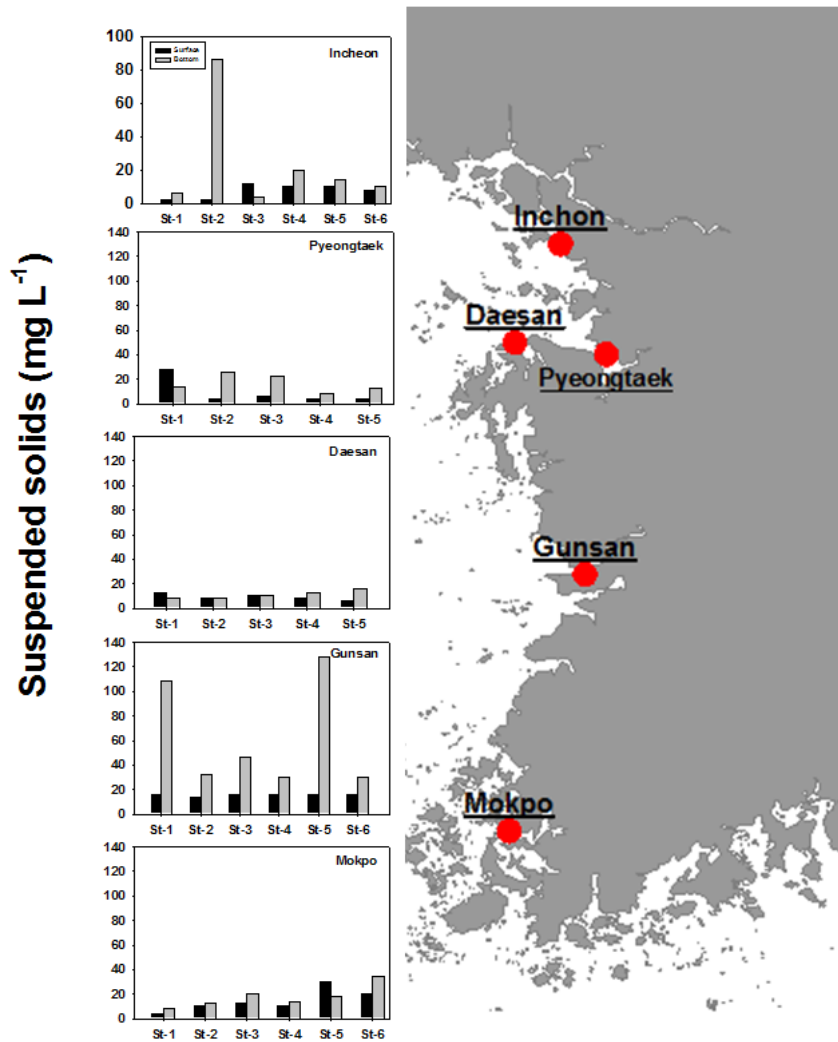 Suspended solids (mg L-1)
Incheon
Surface
Bottom
100
80
60
40
20
0
St-1 St-2 St-3 St-4 St-5 St-6
Pyeongtaek
140
120
100
80
60
40
20
0
St-1 St-2 St-3 St-4 St-5
Daesan
140
120
100
80
60
40
20
0
St-1 St-2 St-3 St-4 St-5
Gunsan
140
120
100
80
60
40
20
0
St-1 St-2 St-3 St-4 St-5 St-6
Mokpo
140
120
100
80
60
40
20
0
St-1 St-2 St-3 St-4 St-5 St-6
Inchon
Daesan
Pyeongtaek
Gunsan
Mokpo